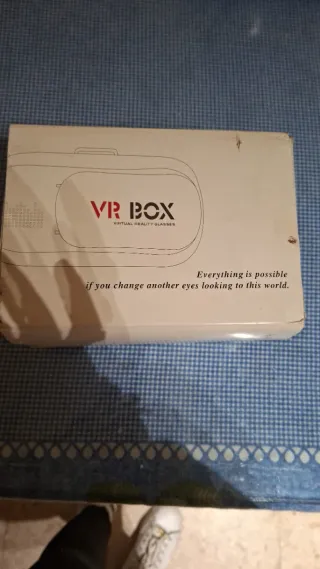 VR BOX
VIRTUAL REALITY GLASSES
Everything is possible
if you change another eyes looking to this world.